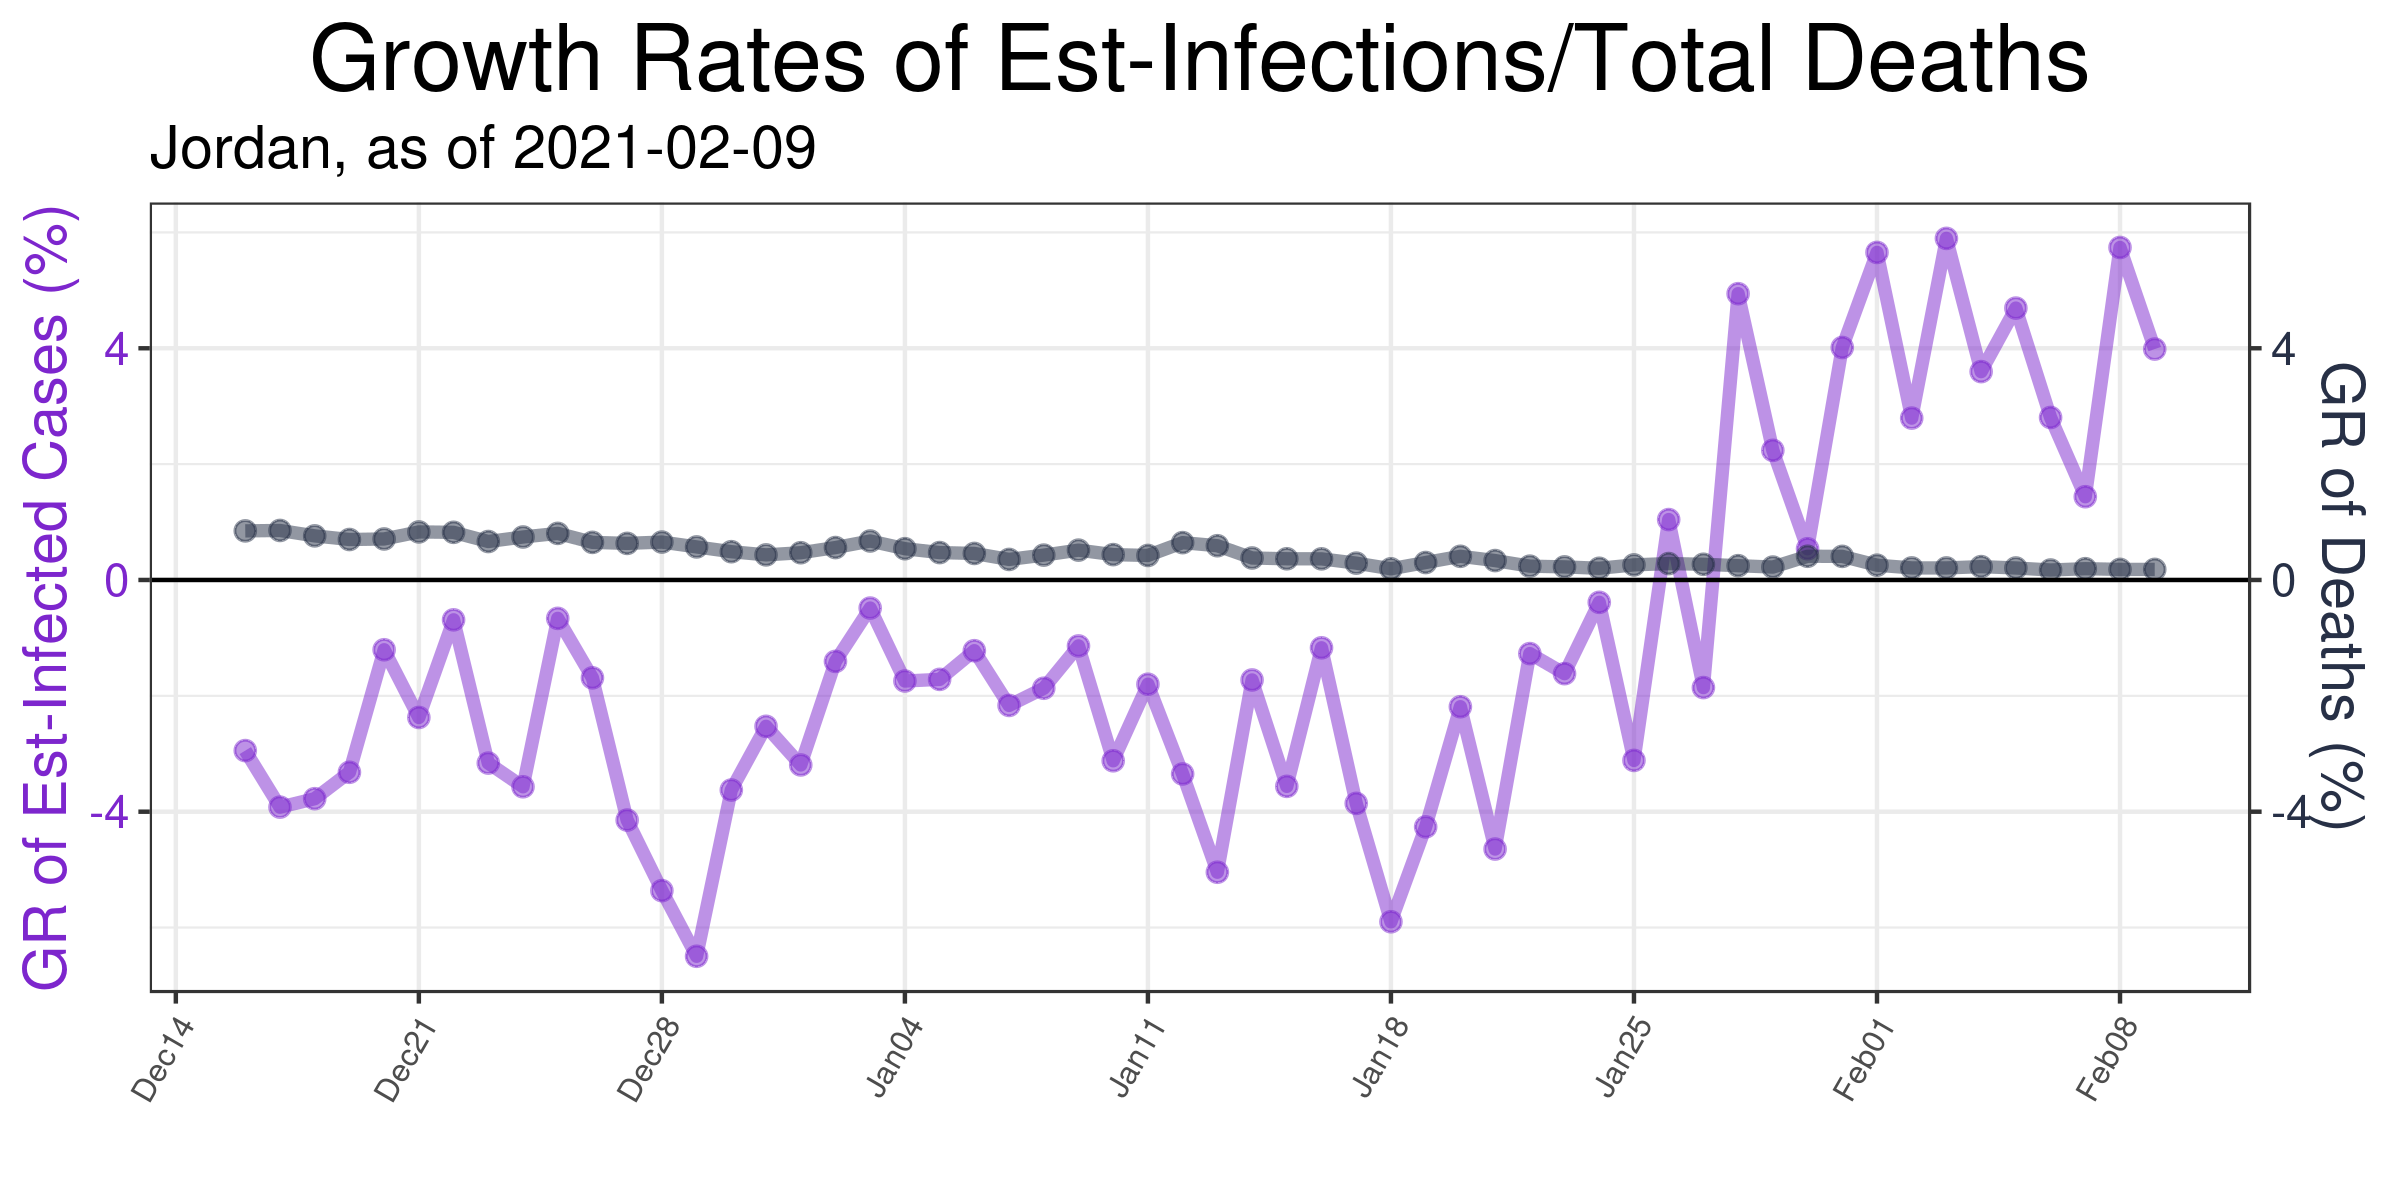 Growth Rates of Est-Infections/Total Deaths
Jordan, as of 2021-02-09
GR of Est-Infected Cases (%)
4
0
-4
4
0
-4
GR of Deaths (%)
Dec14
Dec21
Dec28
Jan04
Jan11
Jan18
Jan25
Feb01
Feb08